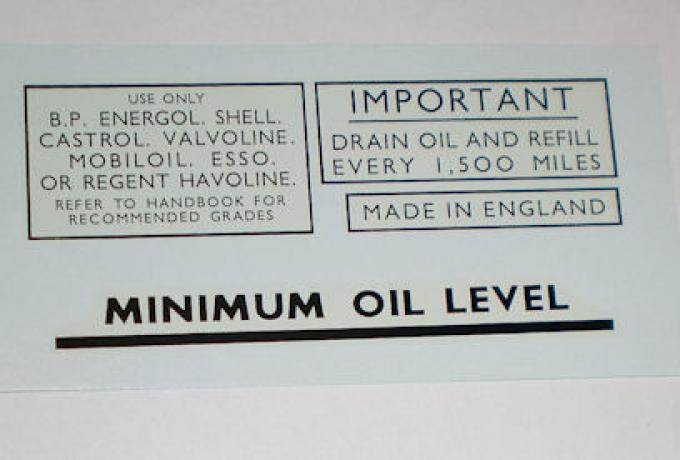 USE ONLY
B.P. ENERGOL. SHELL.
CASTROL. VALVOLINE.
MOBILOIL. ESSO.
OR REGENT HAVOLINE.
REFER TO HANDBOOK FOR
RECOMMENDED GRADES
IMPORTANT
DRAIN OIL AND REFILL
EVERY 1,500 MILES
MADE IN ENGLAND
MINIMUM OIL LEVEL